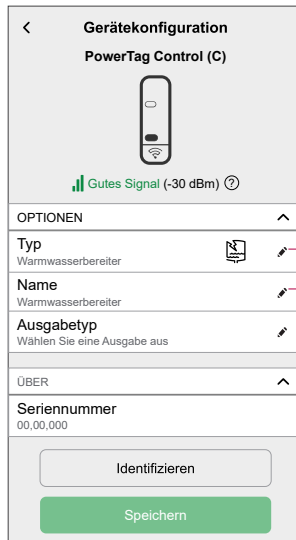 Gerätekonfiguration
PowerTag Control (C)
Gutes Signal (-30 dBm) ?
OPTIONEN
Typ
Warmwasserbereiter
Name
Warmwasserbereiter
Ausgabetyp
Wählen Sie eine Ausgabe aus
ÜBER
Seriennummer
00,00,000
Identifizieren
Speichern